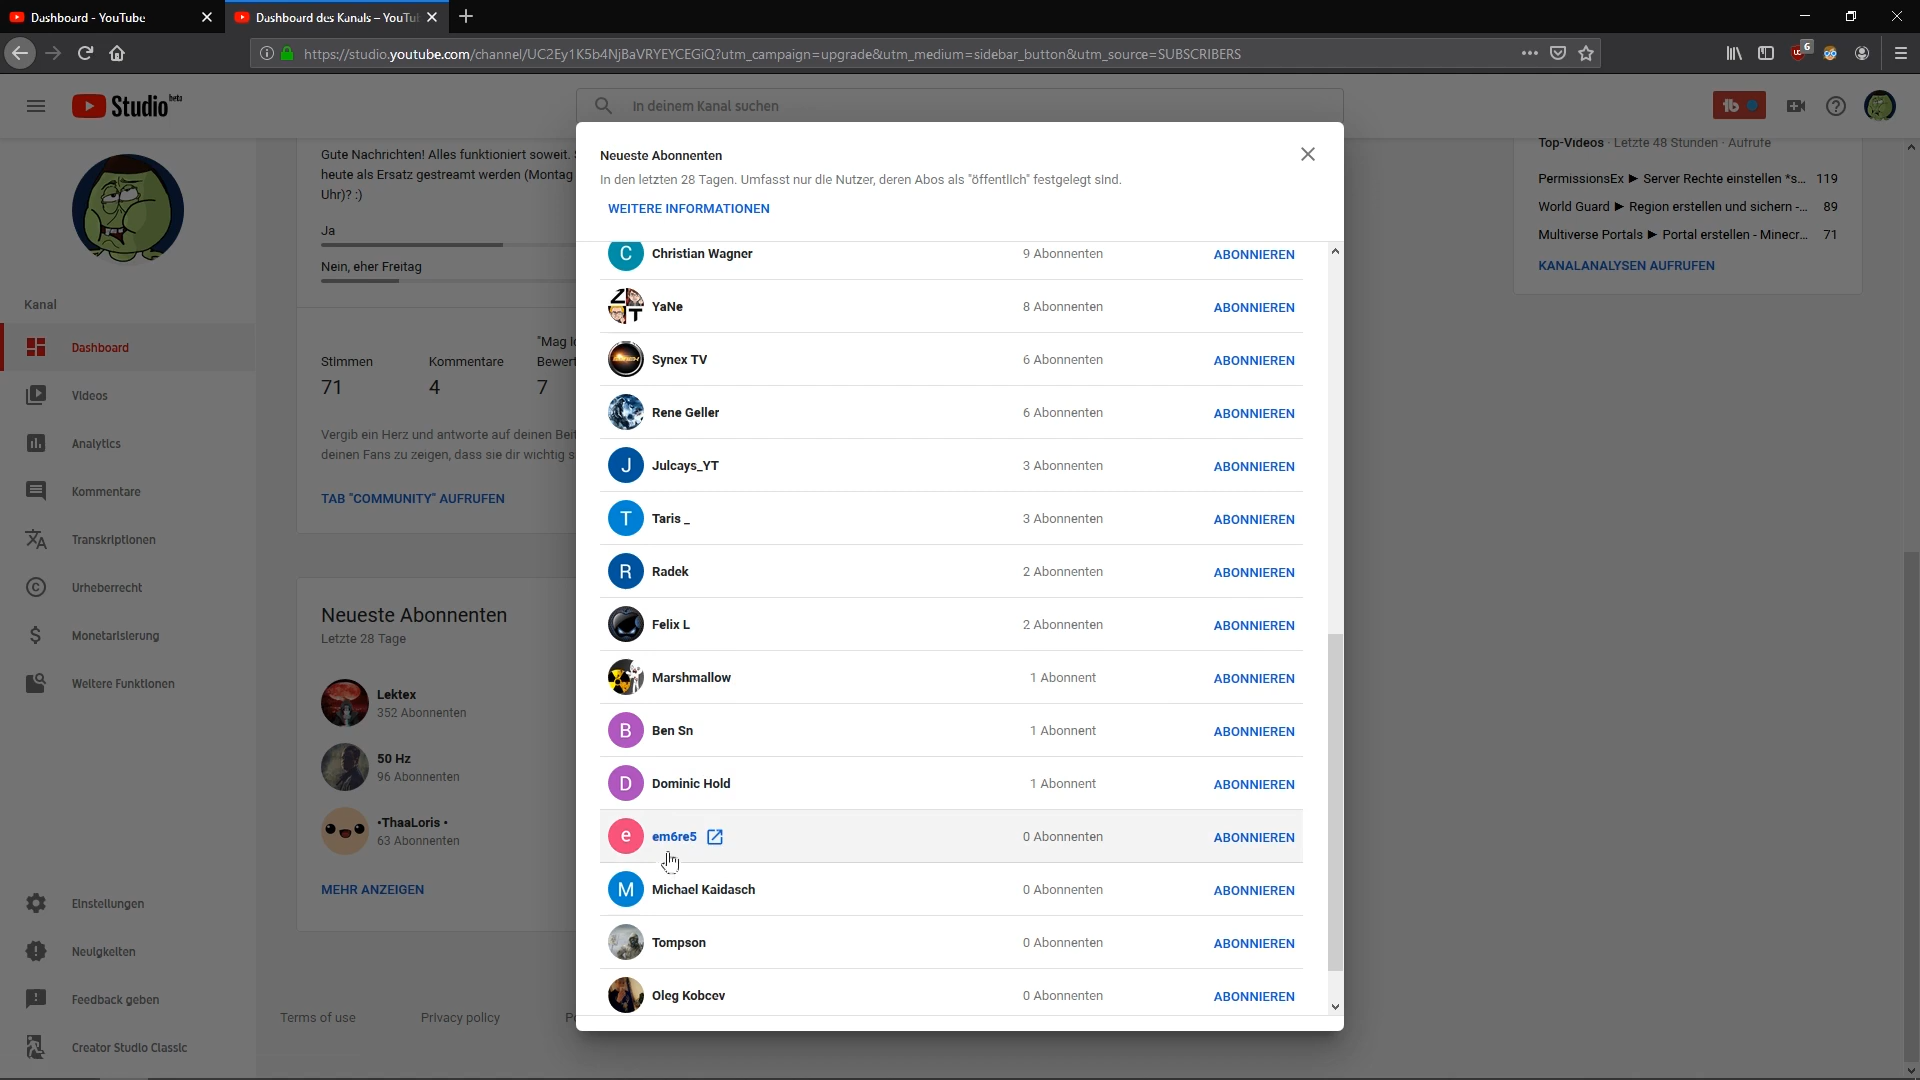 Dashboard - YouTube
Dashboard des Kanals – YouTu
https://studio.youtube.com/channel/UC2Ey1K5b4NjBaVRYEYCEGiQ?utm_campaign=upgrade&utm_medium=sidebar_button&utm_source=SUBSCRIBERS
6
Studio beta
In deinem Kanal suchen
tb
Kanal
Dashboard
Videos
Analytics
Kommentare
Transkriptionen
Urheberrecht
Monetarisierung
Weitere Funktionen
Einstellungen
Neuigkeiten
Feedback geben
Creator Studio Classic
Gute Nachrichten! Alles funktioniert soweit.
heute als Ersatz gestreamt werden (Montag
Uhr)? :)
Ja
Nein, eher Freitag
Stimmen
71
Kommentare
4
"Mag
Bewert
7
Vergib ein Herz und antworte auf deinen Bei
deinen Fans zu zeigen, dass sie dir wichtig s
TAB "COMMUNITY" AUFRUFEN
Neueste Abonnenten
Letzte 28 Tage
Lektex
352 Abonnenten
50 Hz
96 Abonnenten
•ThaaLoris •
63 Abonnenten
MEHR ANZEIGEN
Terms of use
Privacy policy
P
Neueste Abonnenten
In den letzten 28 Tagen. Umfasst nur die Nutzer, deren Abos als "öffentlich" festgelegt sind.
WEITERE INFORMATIONEN
C Christian Wagner 9 Abonnenten ABONNIEREN
YaNe 8 Abonnenten ABONNIEREN
Synex TV 6 Abonnenten ABONNIEREN
Rene Geller 6 Abonnenten ABONNIEREN
J Julcays_YT 3 Abonnenten ABONNIEREN
T Taris _ 3 Abonnenten ABONNIEREN
R Radek 2 Abonnenten ABONNIEREN
Felix L 2 Abonnenten ABONNIEREN
Marshmallow 1 Abonnent ABONNIEREN
B Ben Sn 1 Abonnent ABONNIEREN
D Dominic Hold 1 Abonnent ABONNIEREN
e em6re5 0 Abonnenten ABONNIEREN
M Michael Kaidasch 0 Abonnenten ABONNIEREN
Tompson 0 Abonnenten ABONNIEREN
Oleg Kobcev 0 Abonnenten ABONNIEREN
Top-Videos · Letzte 48 Stunden · Aufrufe
PermissionsEx ► Server Rechte einstellen *s... 119
World Guard ► Region erstellen und sichern -... 89
Multiverse Portals ► Portal erstellen - Minecr... 71
KANALANALYSEN AUFRUFEN